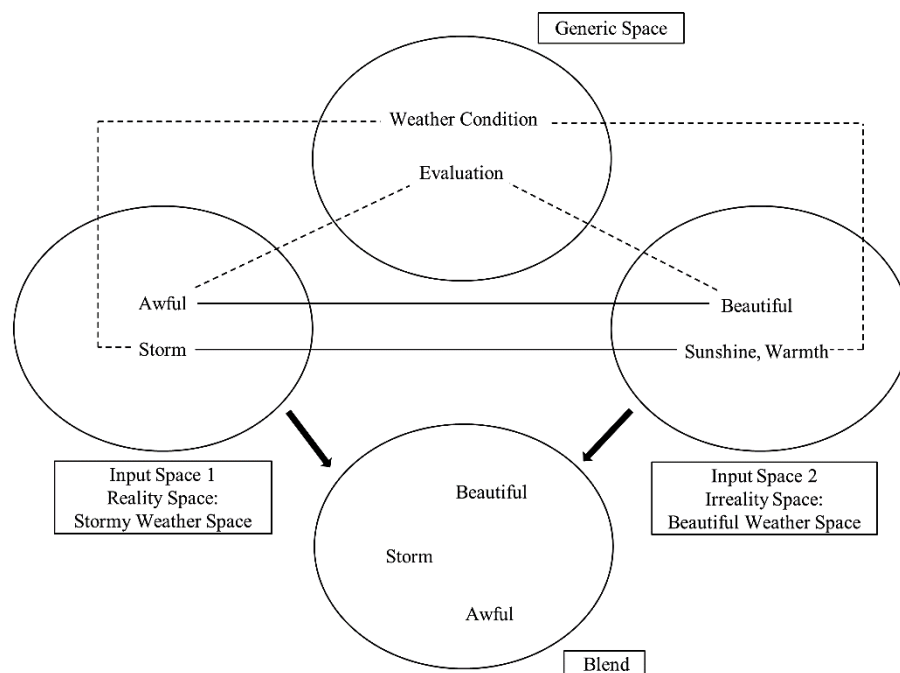 Generic Space
Weather Condition
Evaluation
Awful
Beautiful
Storm
Sunshine, Warmth
Input Space 1
Reality Space:
Stormy Weather Space
Input Space 2
Irreality Space:
Beautiful Weather Space
Beautiful
Storm
Awful
Blend